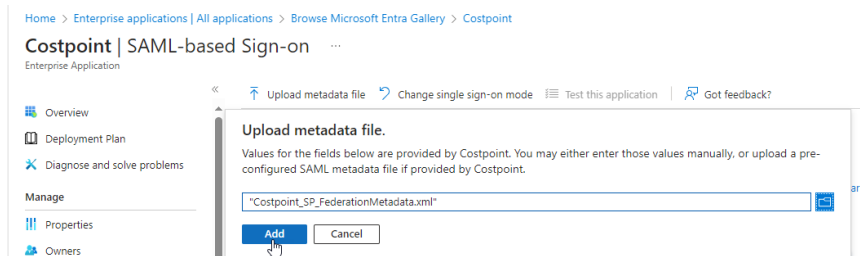 Home > Enterprise applications | All applications > Browse Microsoft Entra Gallery > Costpoint
Costpoint | SAML-based Sign-on ...
Enterprise Application
Upload metadata file Change single sign-on mode Test this application Got feedback?
Overview
Deployment Plan
Diagnose and solve problems
Manage
Properties
Owners
Upload metadata file.
Values for the fields below are provided by Costpoint. You may either enter those values manually, or upload a pre-
configured SAML metadata file if provided by Costpoint.
"Costpoint_SP_FederationMetadata.xml"
Add Cancel